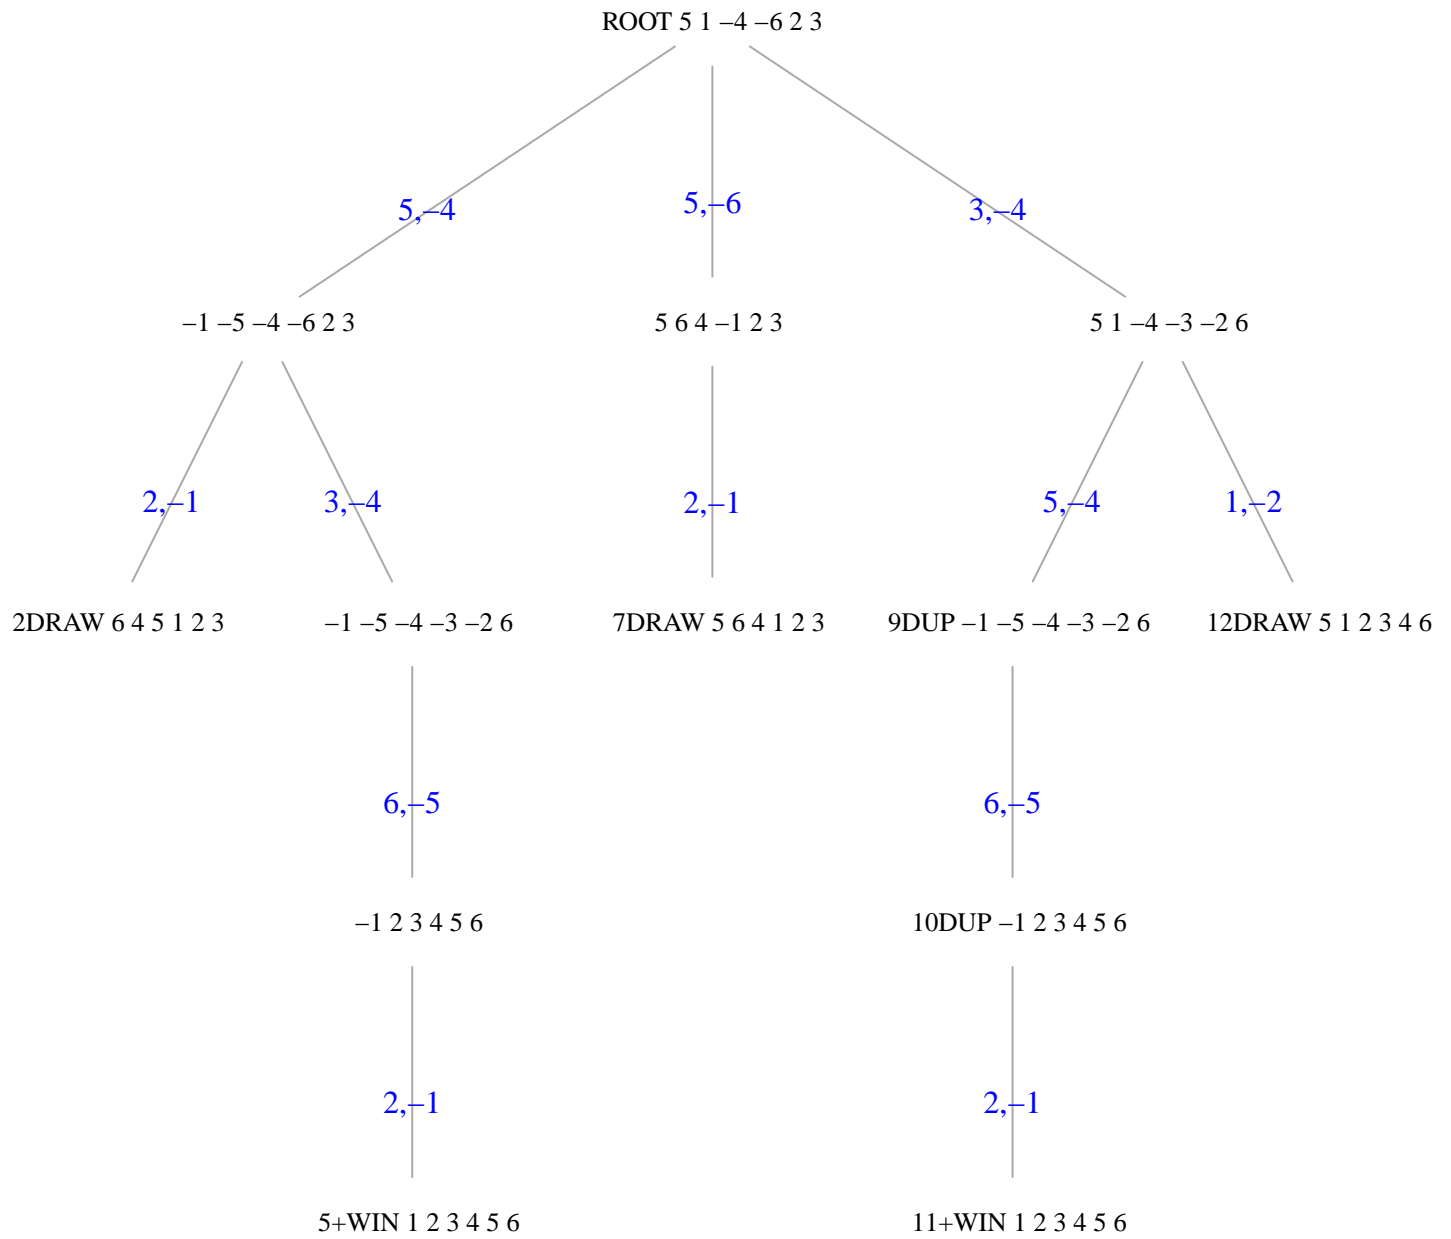 ROOT 5 1 –4 –6 2 3
5,–4
5,–6
3,–4
–1 –5 –4 –6 2 3
5 6 4 –1 2 3
5 1 –4 –3 –2 6
2,–1
3,–4
2,–1
5,–4
1,–2
2DRAW 6 4 5 1 2 3
–1 –5 –4 –3 –2 6
7DRAW 5 6 4 1 2 3
9DUP –1 –5 –4 –3 –2 6
12DRAW 5 1 2 3 4 6
6,–5
6,–5
–1 2 3 4 5 6
10DUP –1 2 3 4 5 6
2,–1
2,–1
5+WIN 1 2 3 4 5 6
11+WIN 1 2 3 4 5 6